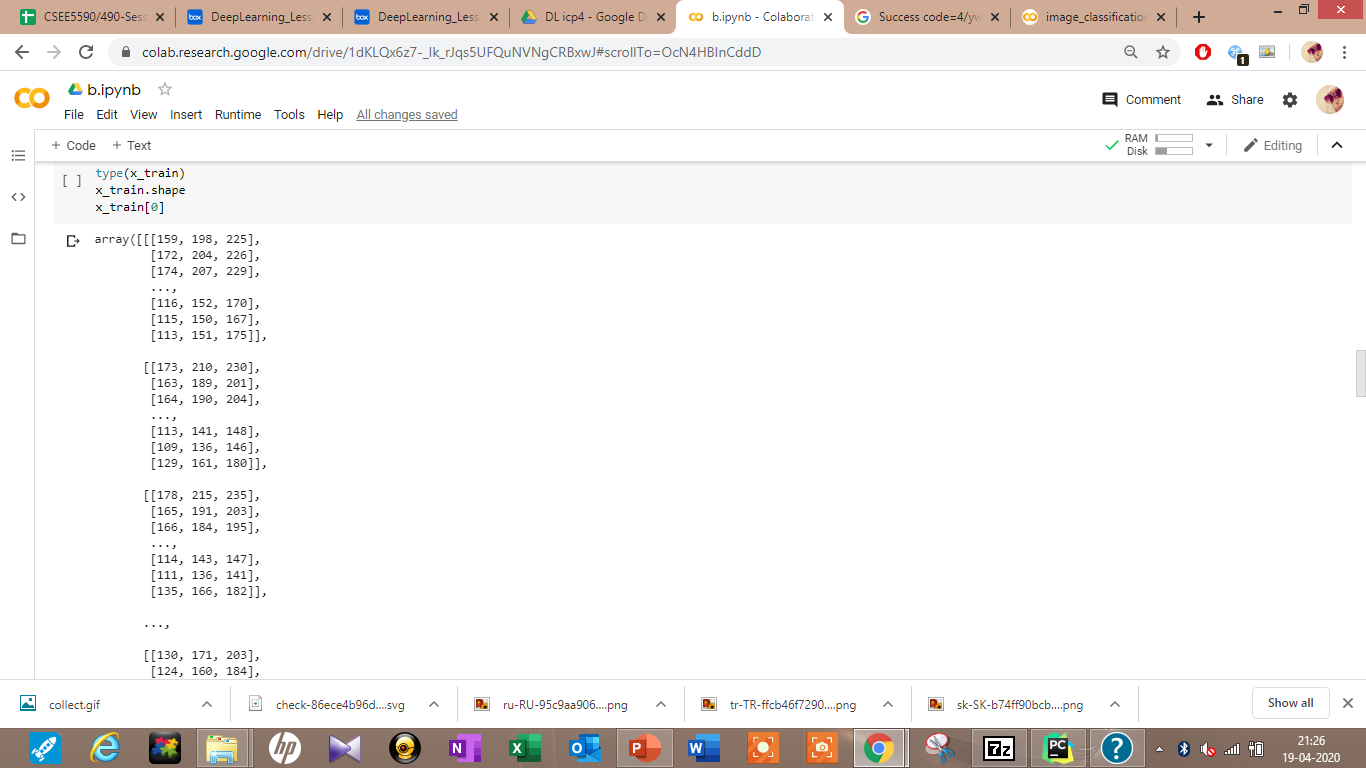 CSEE5590/490-Sess
DeepLearning_Less
DeepLearning_Less
DL icp4 - Google D
b.ipynb - Colaborat
Success code=4/yw
image_classification
colab.research.google.com/drive/1dKLQx6z7-_lk_rJqs5UFQuNVNgCRBxwJ#scrollTo=OcN4HBlnCddD
1
b.ipynb
File Edit View Insert Runtime Tools Help All changes saved
Comment Share
+ Code + Text
RAM
Disk
Editing
[ ]
type(x_train)
x_train.shape
x_train[0]
array([[[159, 198, 225],
[172, 204, 226],
[174, 207, 229],
...,
[116, 152, 170],
[115, 150, 167],
[113, 151, 175]],
[[173, 210, 230],
[163, 189, 201],
[164, 190, 204],
...,
[113, 141, 148],
[109, 136, 146],
[129, 161, 180]],
[[178, 215, 235],
[165, 191, 203],
[166, 184, 195],
...,
[114, 143, 147],
[111, 136, 141],
[135, 166, 182]],
...,
[[130, 171, 203],
[124, 160, 184],
collect.gif
check-86ece4b96d....svg
ru-RU-95c9aa906....png
tr-TR-ffcb46f7290....png
sk-SK-b74ff90bcb....png
Show all
21:26
19-04-2020